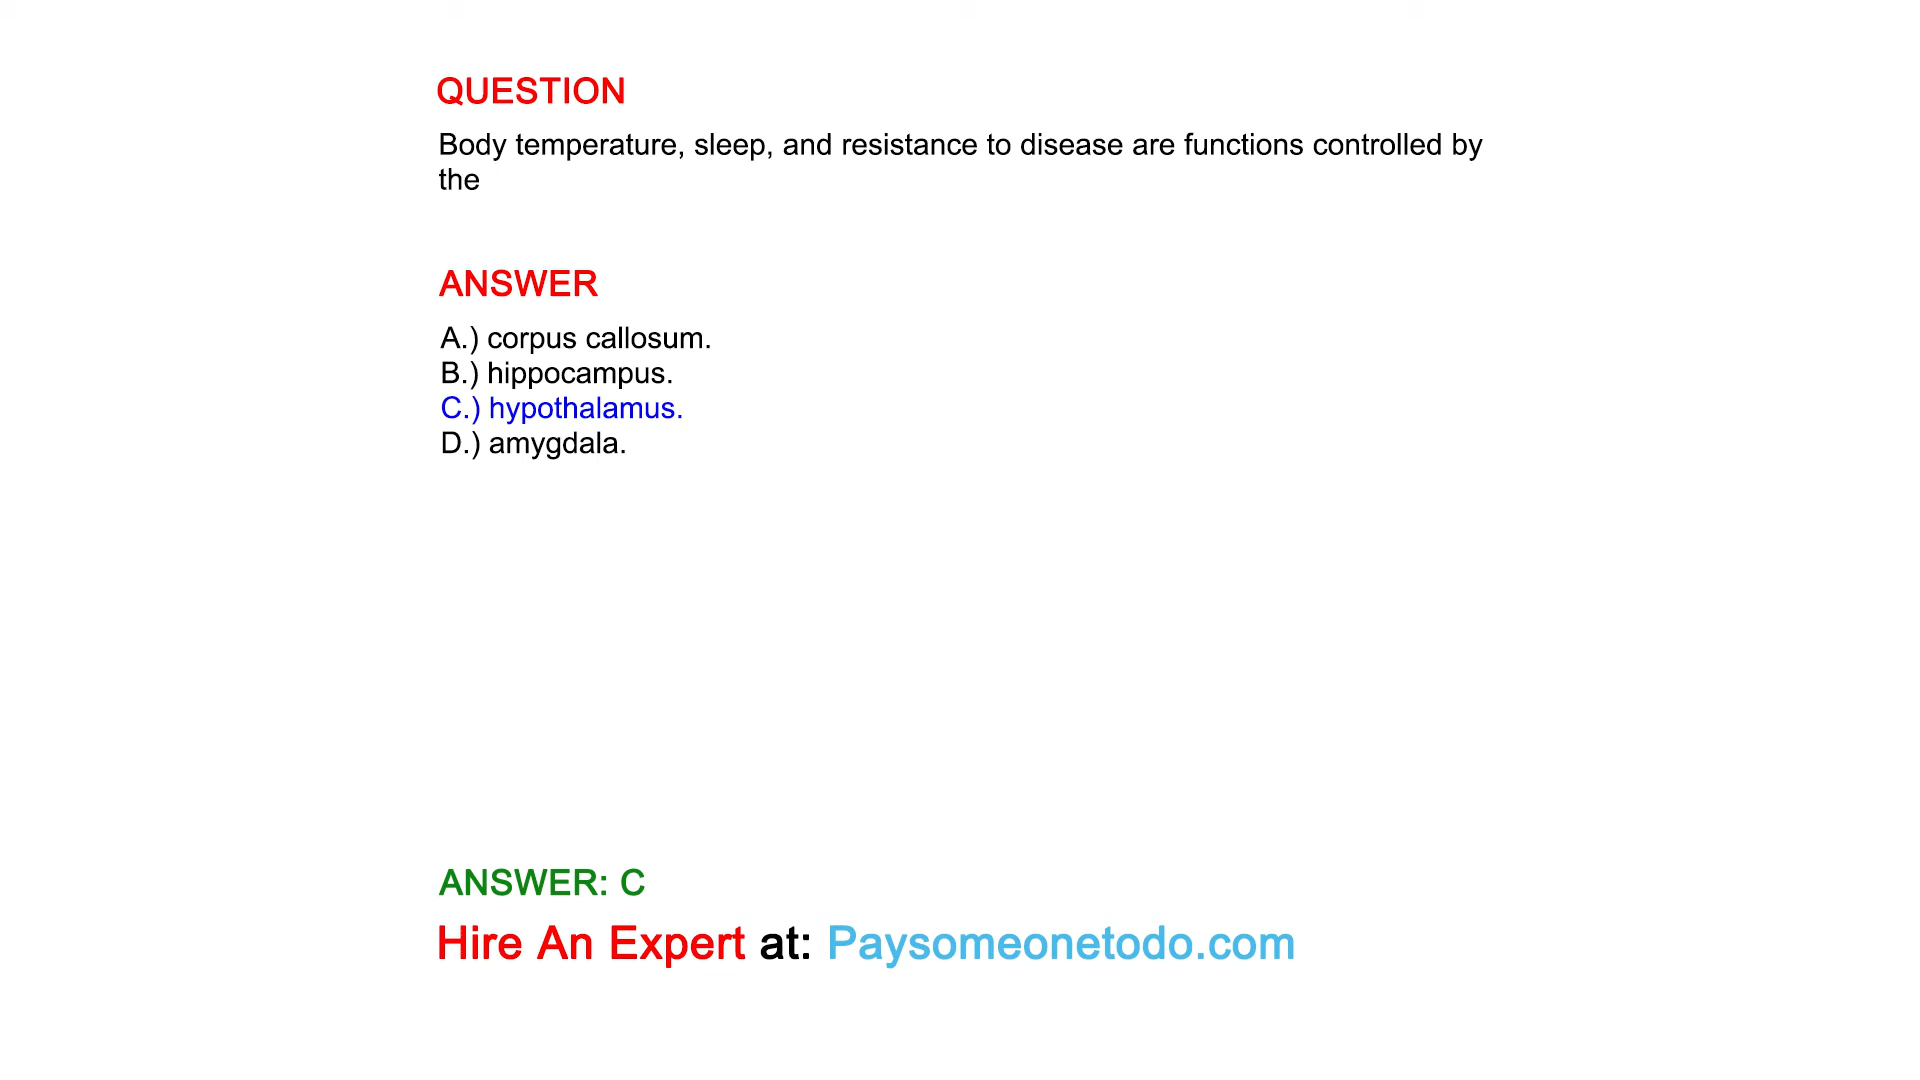 QUESTION
Body temperature, sleep, and resistance to disease are functions controlled by
the
ANSWER
A.) corpus callosum.
B.) hippocampus.
C.) hypothalamus.
D.) amygdala.
ANSWER: C
Hire An Expert at: Paysomeonetodo.com